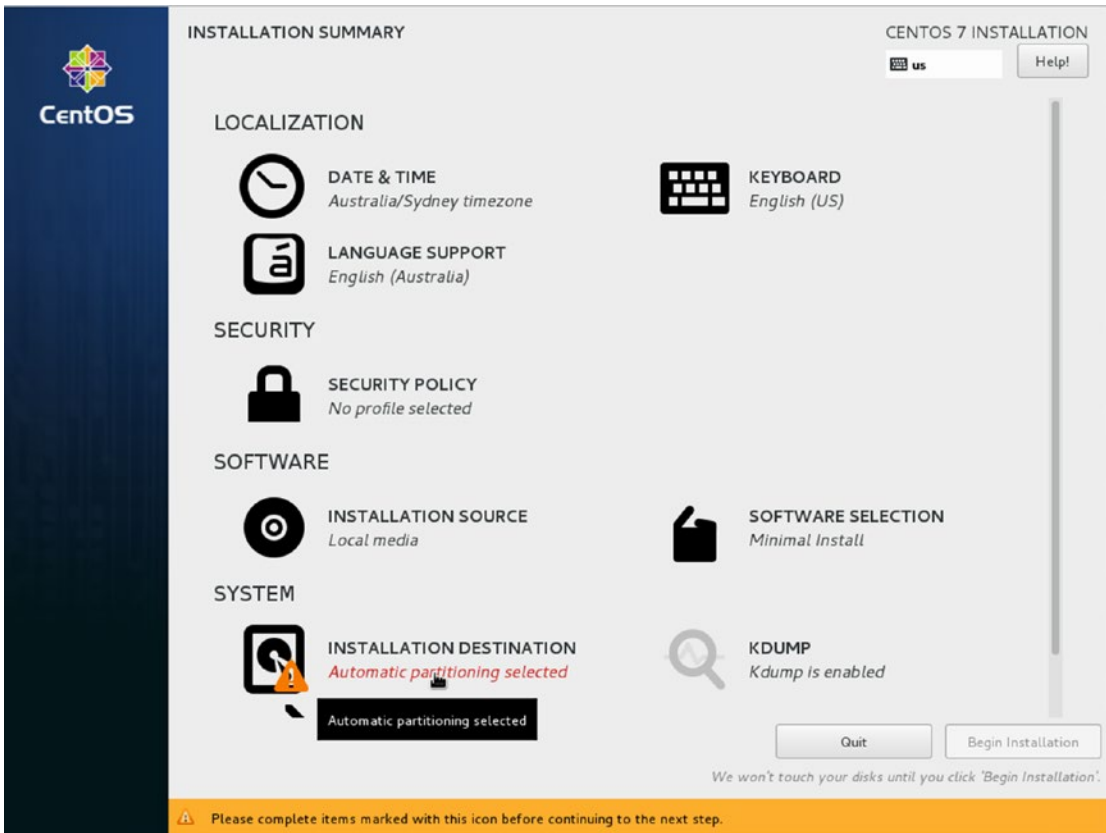 INSTALLATION SUMMARY
CENTOS 7 INSTALLATION
us
Help!
CentOS
LOCALIZATION
DATE & TIME
Australia/Sydney timezone
KEYBOARD
English (US)
á
LANGUAGE SUPPORT
English (Australia)
SECURITY
SECURITY POLICY
No profile selected
SOFTWARE
INSTALLATION SOURCE
Local media
SOFTWARE SELECTION
Minimal Install
SYSTEM
INSTALLATION DESTINATION
Automatic partitioning selected
KDUMP
Kdump is enabled
Automatic partitioning selected
Quit
Begin Installation
We won't touch your disks until you click 'Begin Installation'.
Please complete items marked with this icon before continuing to the next step.